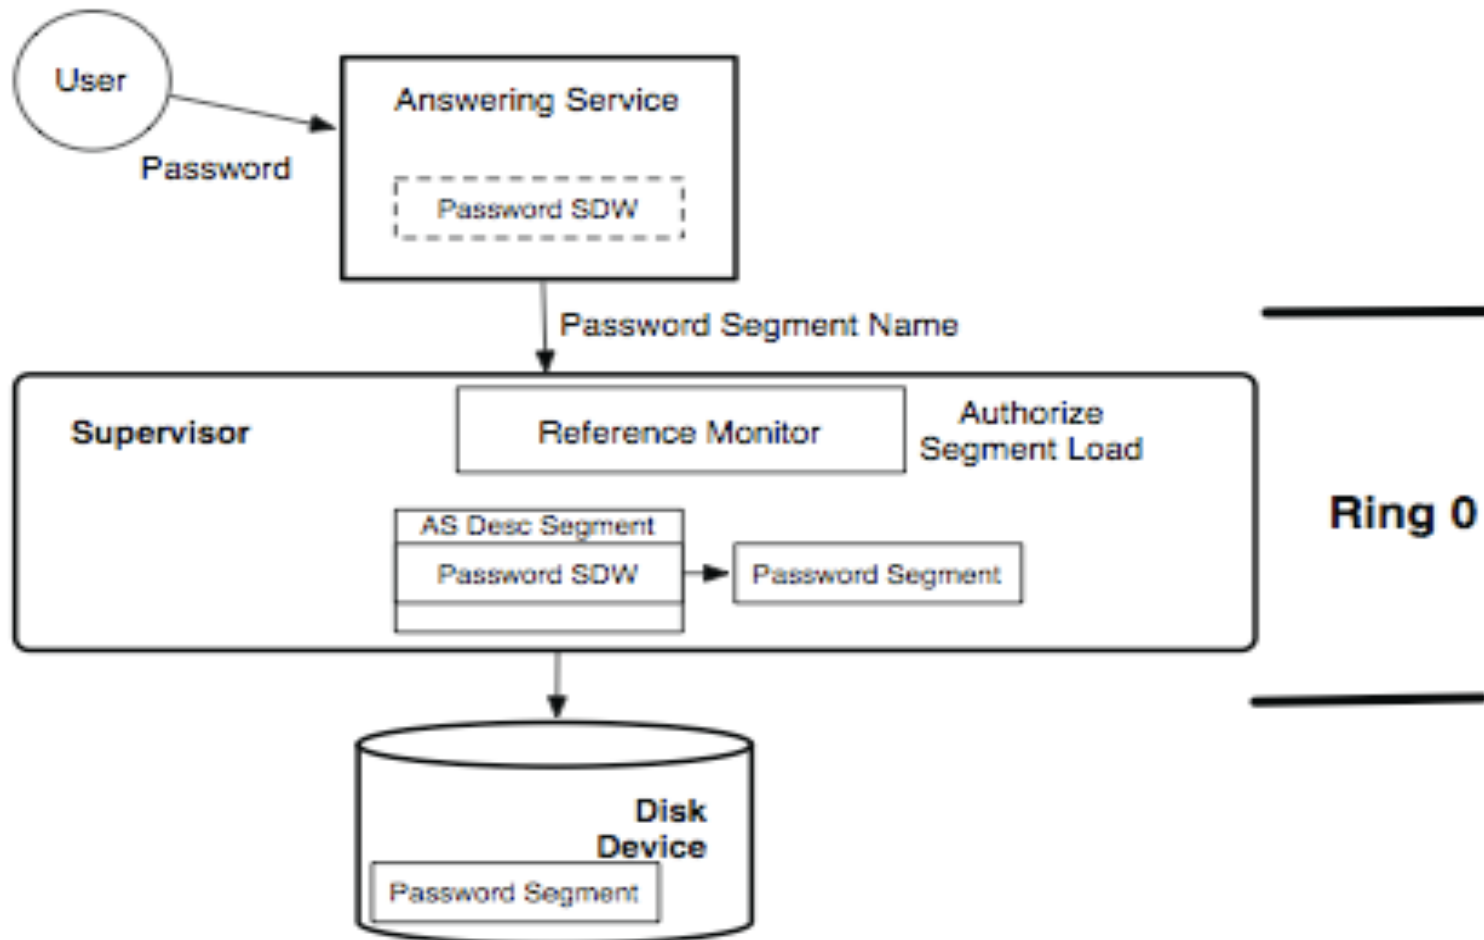 User
Password
Answering Service
Password SDW
Password Segment Name
Supervisor
Reference Monitor
Authorize
Segment Load
AS Desc Segment
Password SDW
Password Segment
Ring 0
Disk
Device
Password Segment